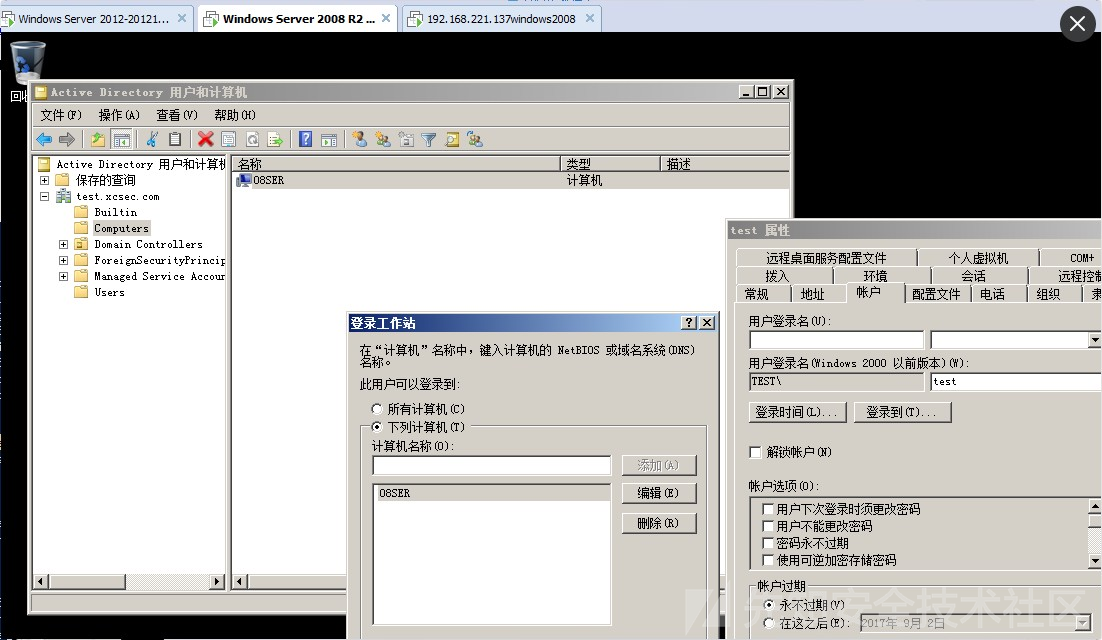 Windows Server 2012-20121...
Windows Server 2008 R2 ...
192.168.221.137windows2008
Active Directory 用户和计算机
文件(F) 操作(A) 查看(V) 帮助(H)
Active Directory 用户和计算机
保存的查询
test.xcsec.com
Builtin
Computers
Domain Controllers
ForeignSecurityPrincip
Managed Service Accour
Users
名称 类型 描述
08SER 计算机
登录工作站
在“计算机”名称中，键入计算机的 NetBIOS 或域名系统(DNS)
名称。
此用户可以登录到:
所有计算机(C)
下列计算机(T)
计算机名称(O):
添加(A)
08SER
编辑(E)
删除(R)
test 属性
远程桌面服务配置文件 个人虚拟机 COM+
拨入 环境 会话 远程控制
常规 地址 帐户 配置文件 电话 组织
用户登录名(U):
用户登录名(Windows 2000 以前版本)(W):
TEST\ test
登录时间(L)... 登录到(T)...
解锁帐户(N)
帐户选项(O):
用户下次登录时须更改密码
用户不能更改密码
密码永不过期
使用可逆加密存储密码
帐户过期
永不过期(V)
在这之后(E): 2017年 9月 2日
安全技术社区